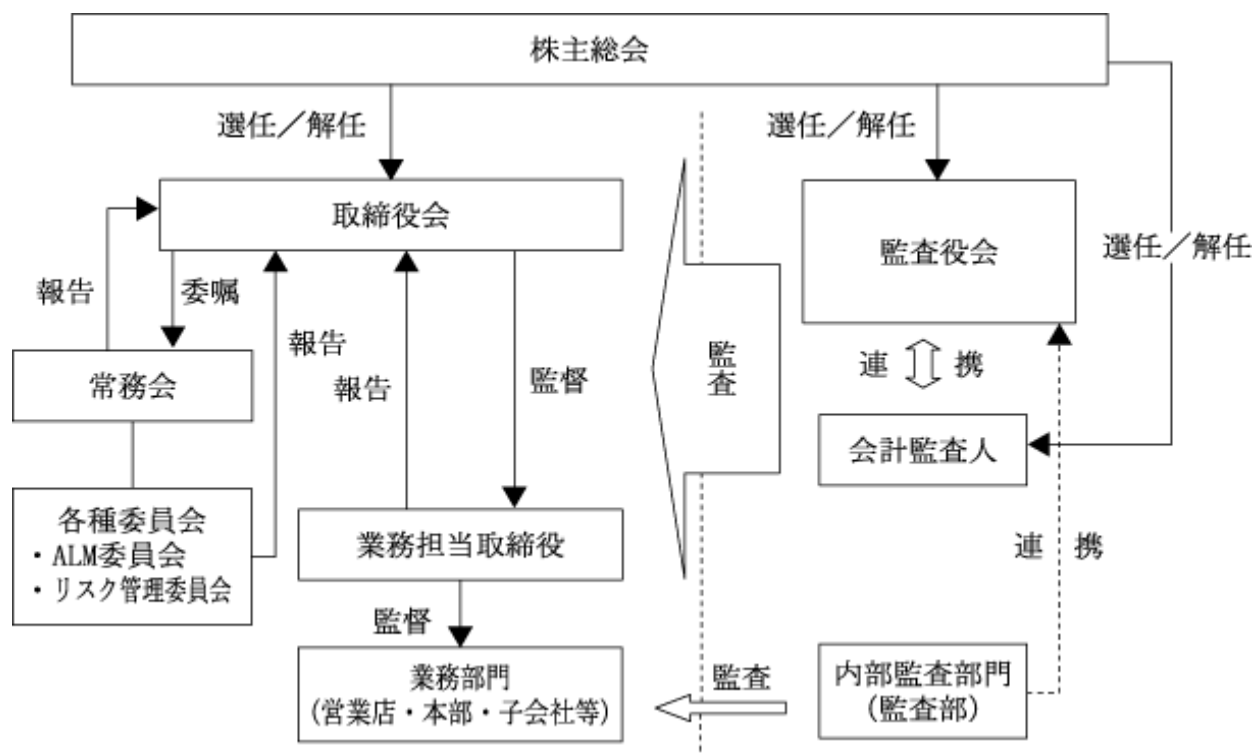 株主総会
選任／解任
選任／解任
取締役会
監査役会
選任／解任
報告
委嘱
報告
報告
監督
監査
連携
常務会
会計監査人
各種委員会
・ALM委員会
・リスク管理委員会
業務担当取締役
連携
監督
業務部門
(営業店・本部・子会社等)
監査
内部監査部門
(監査部)